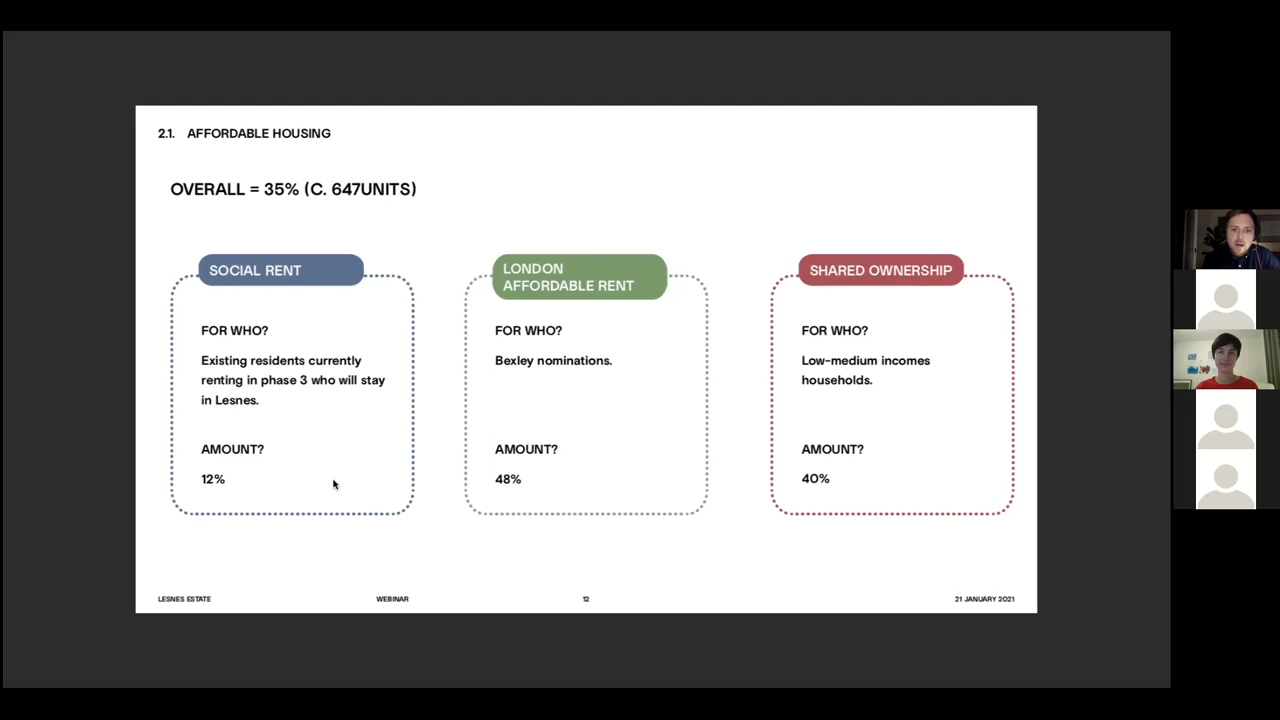 2.1. AFFORDABLE HOUSING
OVERALL = 35% (C. 647UNITS)
SOCIAL RENT
FOR WHO?
Existing residents currently
renting in phase 3 who will stay
in Lesnes.
AMOUNT?
12%
LONDON
AFFORDABLE RENT
FOR WHO?
Bexley nominations.
AMOUNT?
48%
SHARED OWNERSHIP
FOR WHO?
Low-medium incomes
households.
AMOUNT?
40%
LESNES ESTATE WEBINAR 12 21 JANUARY 2021